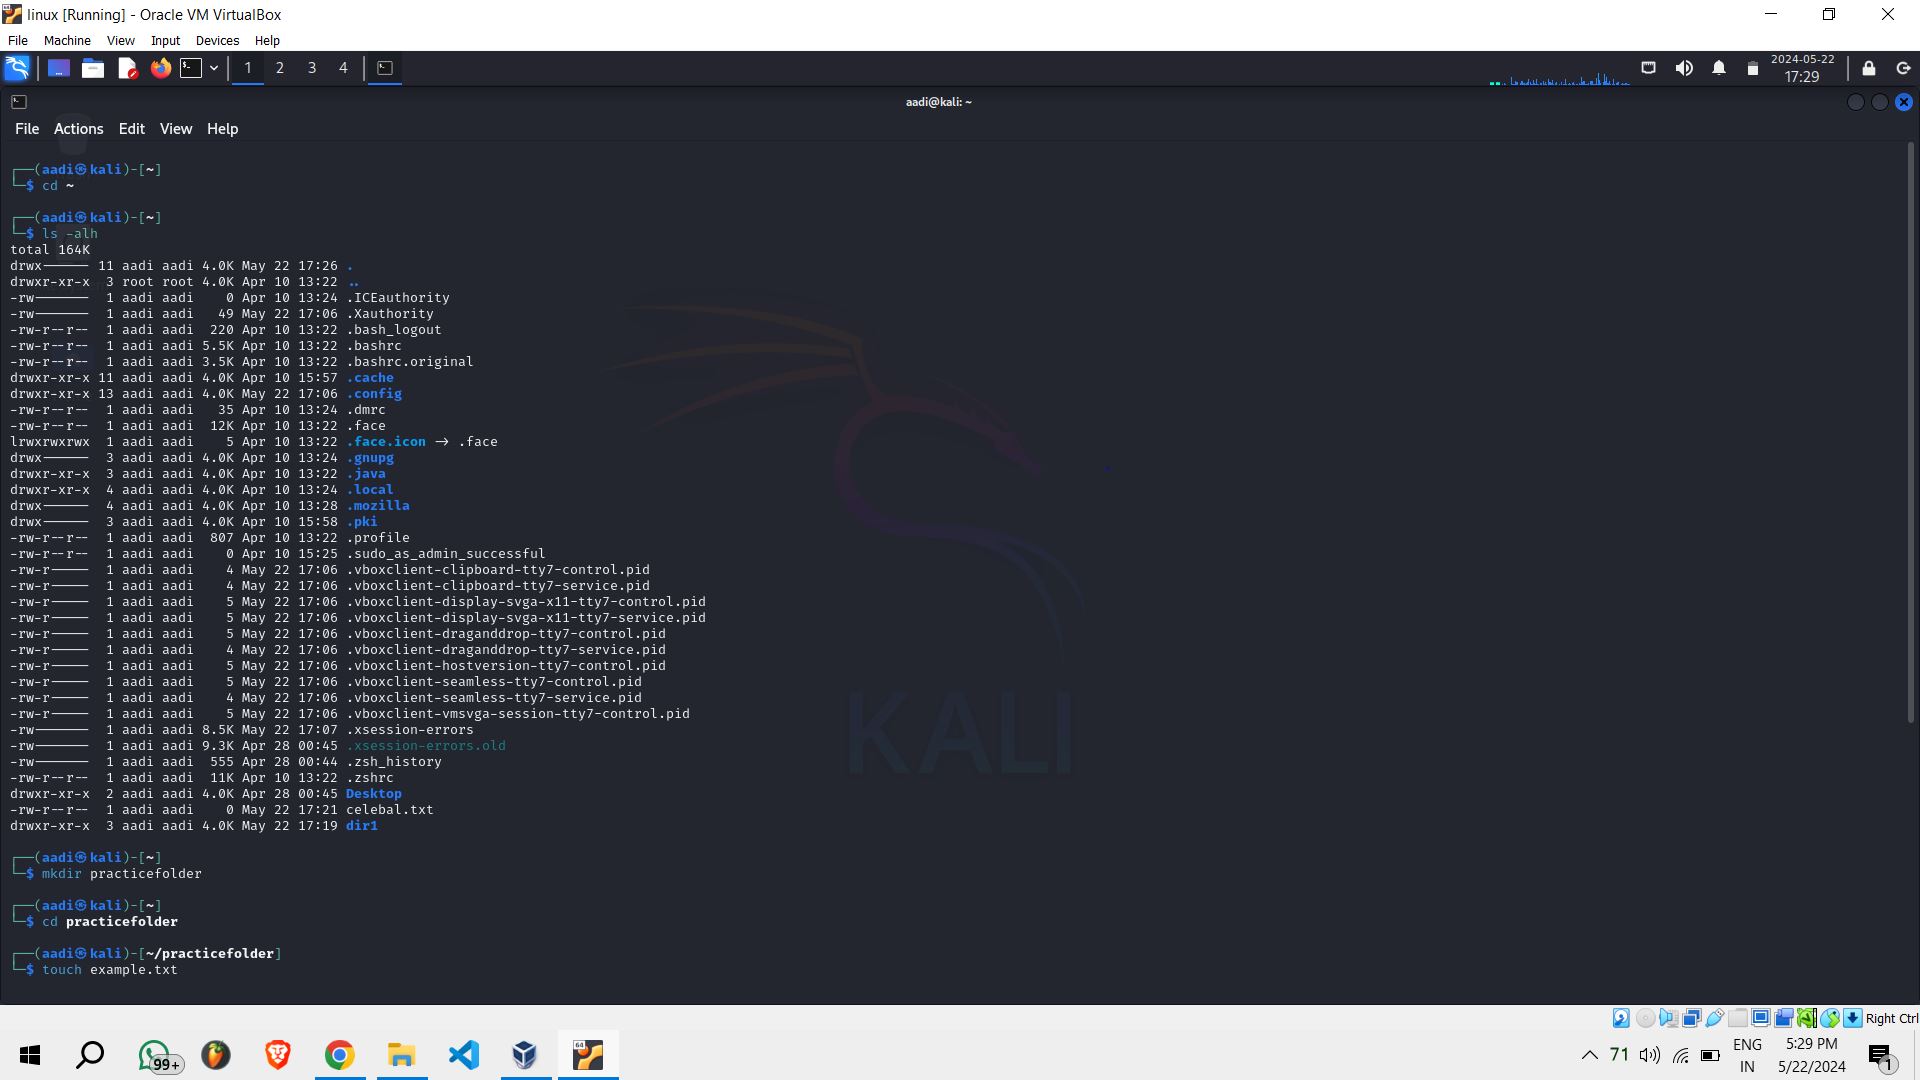 linux [Running] - Oracle VM VirtualBox
File Machine View Input Devices Help
1 2 3 4
2024-05-22
17:29
aadi@kali: ~
File Actions Edit View Help
┌──(aadi㉿kali)-[~]
└─$ cd ~
┌──(aadi㉿kali)-[~]
└─$ ls -alh
total 164K
drwx------ 11 aadi aadi 4.0K May 22 17:26 .
drwxr-xr-x  3 root root 4.0K Apr 10 13:22 ..
-rw-------  1 aadi aadi    0 Apr 10 13:24 .ICEauthority
-rw-------  1 aadi aadi   49 May 22 17:06 .Xauthority
-rw-r--r--  1 aadi aadi  220 Apr 10 13:22 .bash_logout
-rw-r--r--  1 aadi aadi 5.5K Apr 10 13:22 .bashrc
-rw-r--r--  1 aadi aadi 3.5K Apr 10 13:22 .bashrc.original
drwxr-xr-x 11 aadi aadi 4.0K Apr 10 15:57 .cache
drwxr-xr-x 13 aadi aadi 4.0K May 22 17:06 .config
-rw-r--r--  1 aadi aadi   35 Apr 10 13:24 .dmrc
-rw-r--r--  1 aadi aadi  12K Apr 10 13:22 .face
lrwxrwxrwx  1 aadi aadi    5 Apr 10 13:22 .face.icon -> .face
drwx------  3 aadi aadi 4.0K Apr 10 13:24 .gnupg
drwxr-xr-x  3 aadi aadi 4.0K Apr 10 13:22 .java
drwxr-xr-x  4 aadi aadi 4.0K Apr 10 13:24 .local
drwx------  4 aadi aadi 4.0K Apr 10 13:28 .mozilla
drwx------  3 aadi aadi 4.0K Apr 10 15:58 .pki
-rw-r--r--  1 aadi aadi  807 Apr 10 13:22 .profile
-rw-r--r--  1 aadi aadi    0 Apr 10 15:25 .sudo_as_admin_successful
-rw-r-----  1 aadi aadi    4 May 22 17:06 .vboxclient-clipboard-tty7-control.pid
-rw-r-----  1 aadi aadi    4 May 22 17:06 .vboxclient-clipboard-tty7-service.pid
-rw-r-----  1 aadi aadi    5 May 22 17:06 .vboxclient-display-svga-x11-tty7-control.pid
-rw-r-----  1 aadi aadi    5 May 22 17:06 .vboxclient-display-svga-x11-tty7-service.pid
-rw-r-----  1 aadi aadi    5 May 22 17:06 .vboxclient-draganddrop-tty7-control.pid
-rw-r-----  1 aadi aadi    4 May 22 17:06 .vboxclient-draganddrop-tty7-service.pid
-rw-r-----  1 aadi aadi    5 May 22 17:06 .vboxclient-hostversion-tty7-control.pid
-rw-r-----  1 aadi aadi    5 May 22 17:06 .vboxclient-seamless-tty7-control.pid
-rw-r-----  1 aadi aadi    4 May 22 17:06 .vboxclient-seamless-tty7-service.pid
-rw-r-----  1 aadi aadi    5 May 22 17:06 .vboxclient-vmsvga-session-tty7-control.pid
-rw-------  1 aadi aadi 8.5K May 22 17:07 .xsession-errors
-rw-------  1 aadi aadi 9.3K Apr 28 00:45 .xsession-errors.old
-rw-------  1 aadi aadi  555 Apr 28 00:44 .zsh_history
-rw-r--r--  1 aadi aadi  11K Apr 10 13:22 .zshrc
drwxr-xr-x  2 aadi aadi 4.0K Apr 28 00:45 Desktop
-rw-r--r--  1 aadi aadi    0 May 22 17:21 celebal.txt
drwxr-xr-x  3 aadi aadi 4.0K May 22 17:19 dir1
┌──(aadi㉿kali)-[~]
└─$ mkdir practicefolder
┌──(aadi㉿kali)-[~]
└─$ cd practicefolder
┌──(aadi㉿kali)-[~/practicefolder]
└─$ touch example.txt
KALI
Right Ctrl
99+
64
71
ENG
IN
5:29 PM
5/22/2024
1